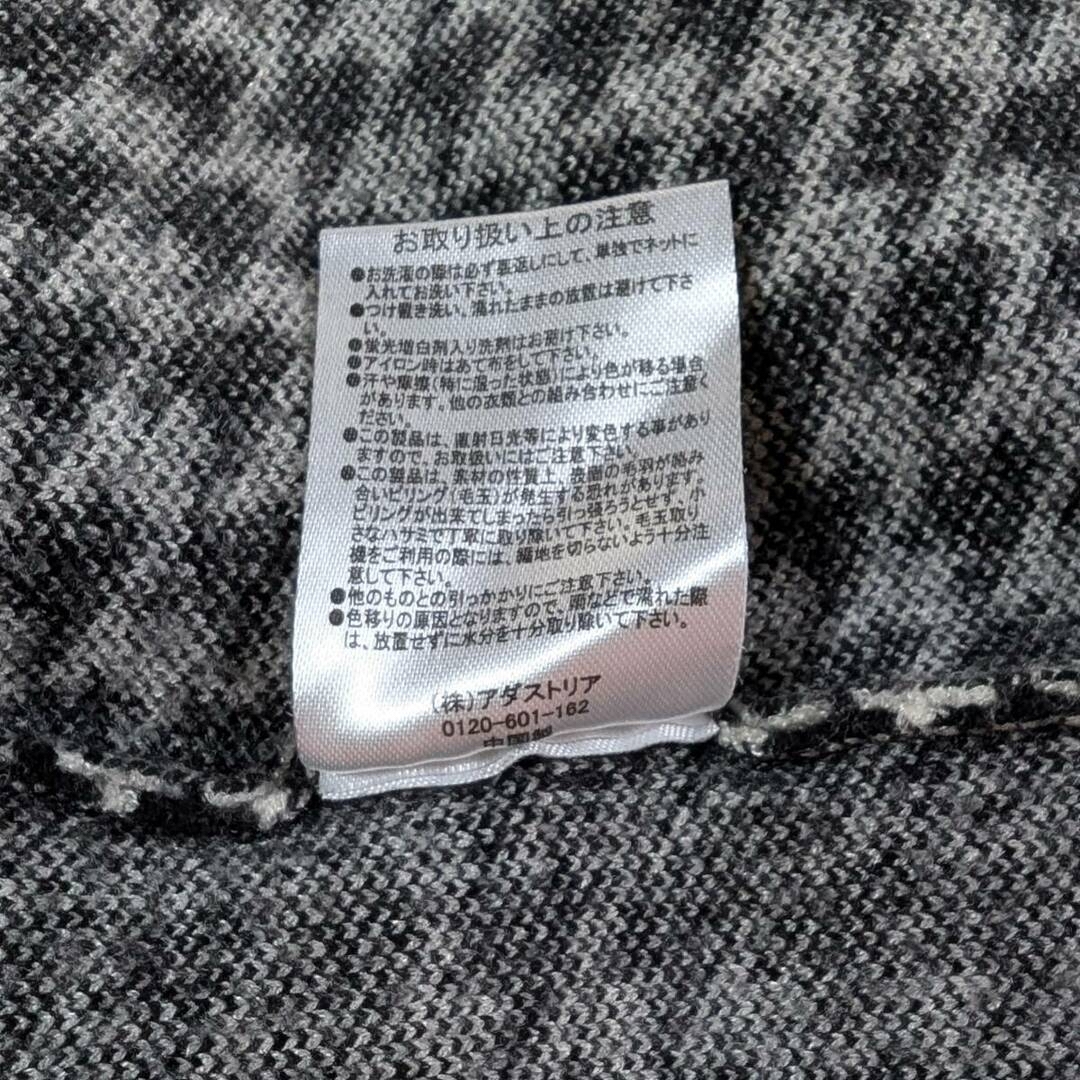 お取り扱い上の注意
●お洗濯の際は必ず裏返しにして、単独でネットに
入れてお洗い下さい。
●つけ置き洗い、濡れたままの放置は避けて下さ
い。
●蛍光増白剤入り洗剤はお避け下さい。
●アイロン時はあて布をして下さい。
●汗や摩擦(特に湿った状態)により色が移る場合
があります。他の衣類との組み合わせにご注意く
ださい。
●この製品は、直射日光等により変色する事があり
ますので、お取扱いにはご注意下さい。
●この製品は、素材の性質上、表面の毛羽が絡み
合いピリング(毛玉)が発生する恐れがあります。
ピリングが出来てしまったら引っ張ろうとせず、小
さなハサミで丁寧に取り除いて下さい。毛玉取り
機をご利用の際には、編地を切らないよう十分注
意して下さい。
●他のものとの引っかかりにご注意下さい。
●色移りの原因となりますので、雨などで濡れた際
は、放置せずに水分を十分取り除いて下さい。
(株)アダストリア
0120-601-162
中国製